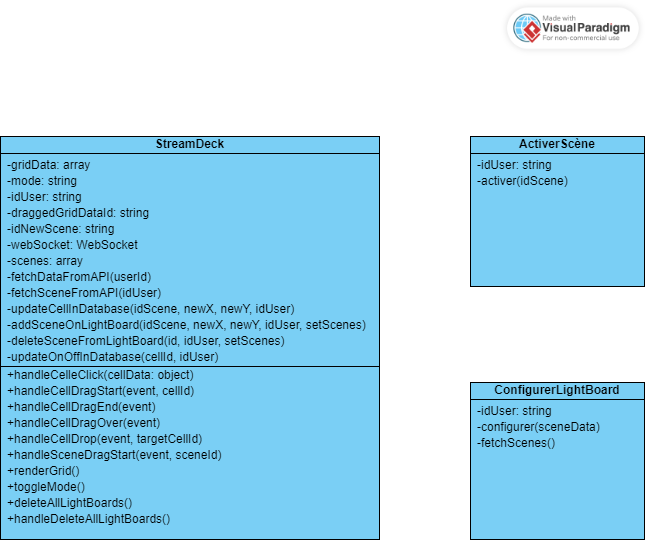 Made with
VisualParadigm
For non-commercial use
StreamDeck
-gridData: array
-mode: string
-idUser: string
-draggedGridDataId: string
-idNewScene: string
-webSocket: WebSocket
-scenes: array
-fetchDataFromAPI(userId)
-fetchSceneFromAPI(idUser)
-updateCellInDatabase(idScene, newX, newY, idUser)
-addSceneOnLightBoard(idScene, newX, newY, idUser, setScenes)
-deleteSceneFromLightBoard(id, idUser, setScenes)
-updateOnOffInDatabase(cellId, idUser)
+handleCelleClick(cellData: object)
+handleCellDragStart(event, cellId)
+handleCellDragEnd(event)
+handleCellDragOver(event)
+handleCellDrop(event, targetCellId)
+handleSceneDragStart(event, sceneId)
+renderGrid()
+toggleMode()
+deleteAllLightBoards()
+handleDeleteAllLightBoards()
ActiverScène
-idUser: string
-activer(idScene)
ConfigurerLightBoard
-idUser: string
-configurer(sceneData)
-fetchScenes()